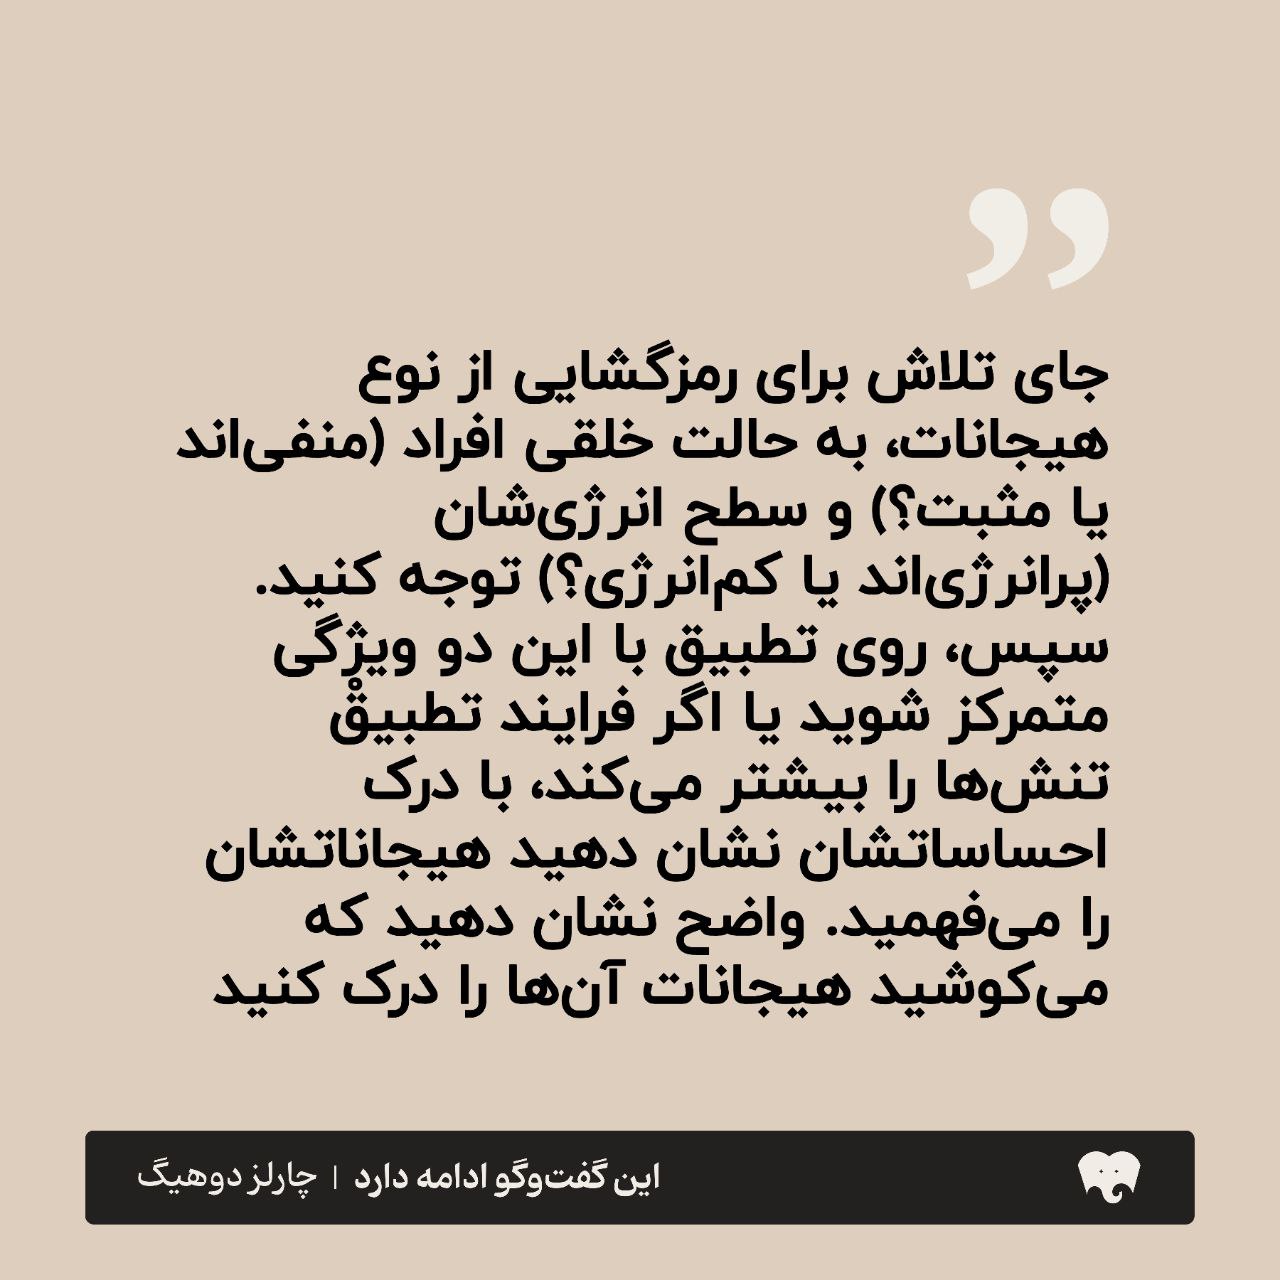 ”
جای تلاش برای رمزگشایی از نوع
هیجانات، به حالت خلقی افراد (منفی‌اند
یا مثبت؟) و سطح انرژی‌شان
(پرانرژی‌اند یا کم‌انرژی؟) توجه کنید.
سپس، روی تطبیق با این دو ویژگی
متمرکز شوید یا اگر فرایند تطبیقْ
تنش‌ها را بیشتر می‌کند، با درک
احساساتشان نشان دهید هیجاناتشان
را می‌فهمید. واضح نشان دهید که
می‌کوشید هیجانات آن‌ها را درک کنید
این گفت‌وگو ادامه دارد | چارلز دوهیگ